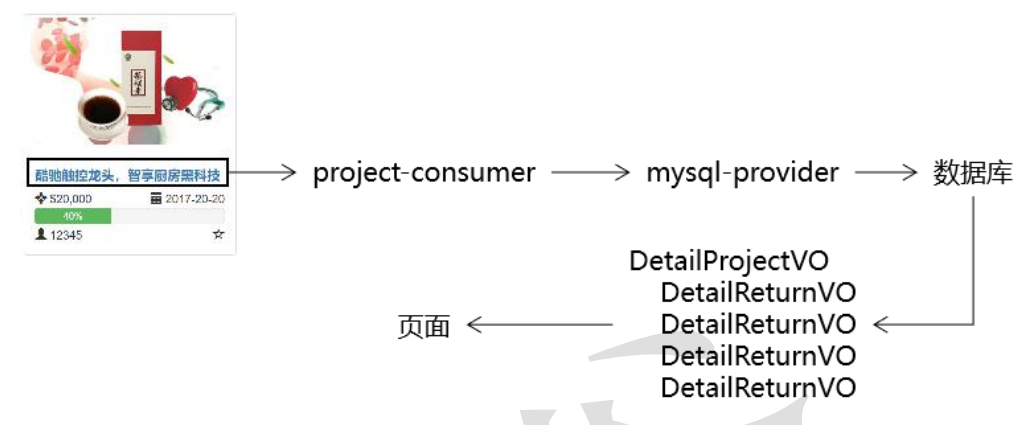 酷驰触控龙头，智享厨房黑科技
$20,000
2017-20-20
40%
12345
project-consumer
mysql-provider
数据库
DetailProjectVO
DetailReturnVO
DetailReturnVO
DetailReturnVO
DetailReturnVO
页面